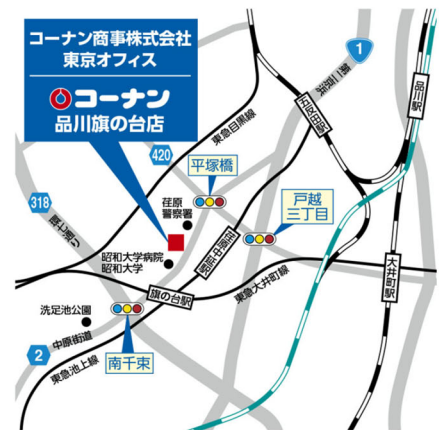 コーナン商事株式会社
東京オフィス
コーナン
品川旗の台店
1
第二京浜
五反田駅
品川駅
東急目黒線
420
平塚橋
318
環七通り
荏原
警察署
戸越
三丁目
荏原中延駅
昭和大学病院
昭和大学
旗の台駅
東急大井町線
大井町駅
洗足池公園
中原街道
2
東急池上線
南千束